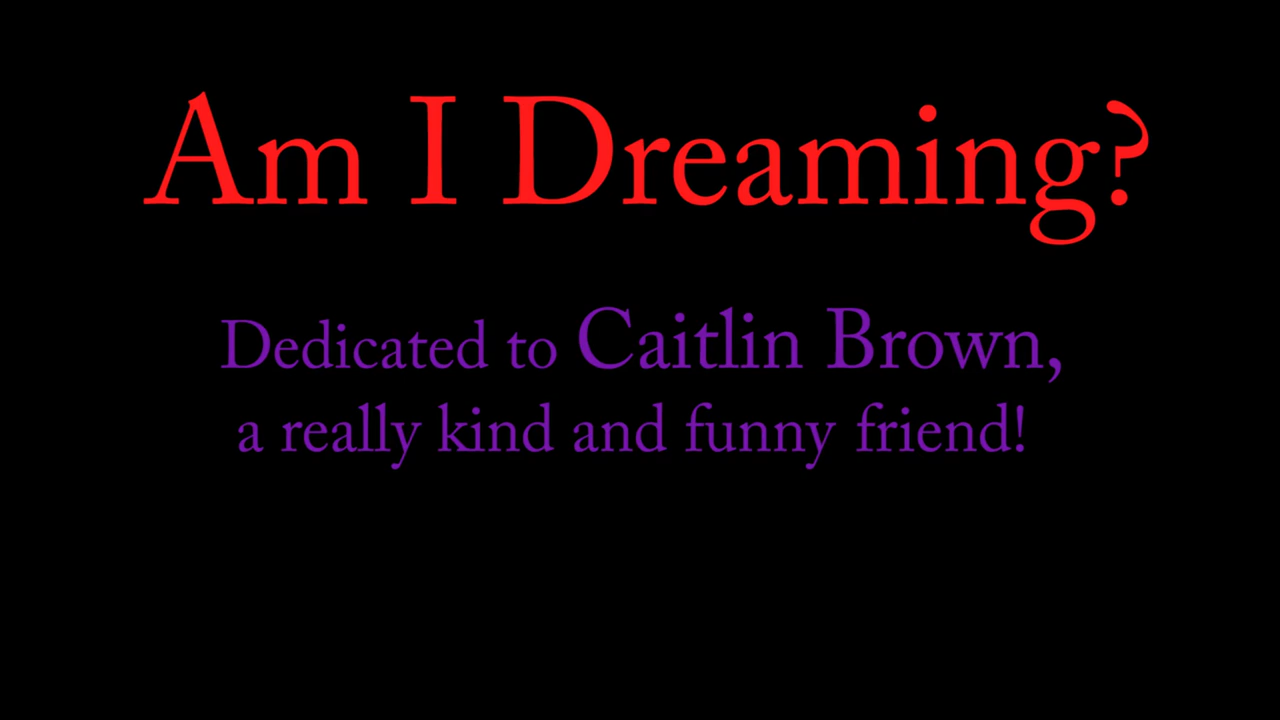 Am I Dreaming?
Dedicated to Caitlin Brown,
a really kind and funny friend!